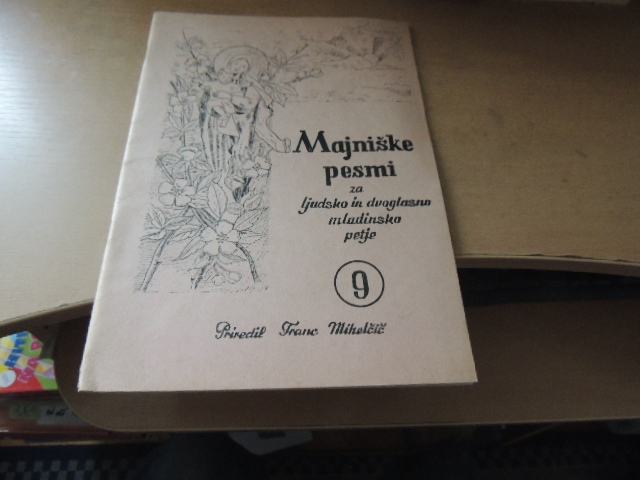 Majniške
pesmi
za
ljudsko in dvoglasno
mladinsko
petje
9
Priredil Franc Mihelčič